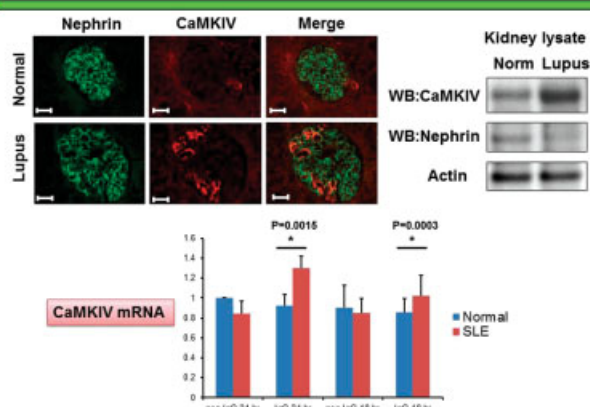 Nephrin CaMKIV Merge
Normal
Lupus
Kidney lysate
Norm Lupus
WB:CaMKIV
WB:Nephrin
Actin
CaMKIV mRNA
P=0.0015 P=0.0003
* *
1.6
1.4
1.2
1
0.8
0.6
0.4
0.2
0
Normal
SLE